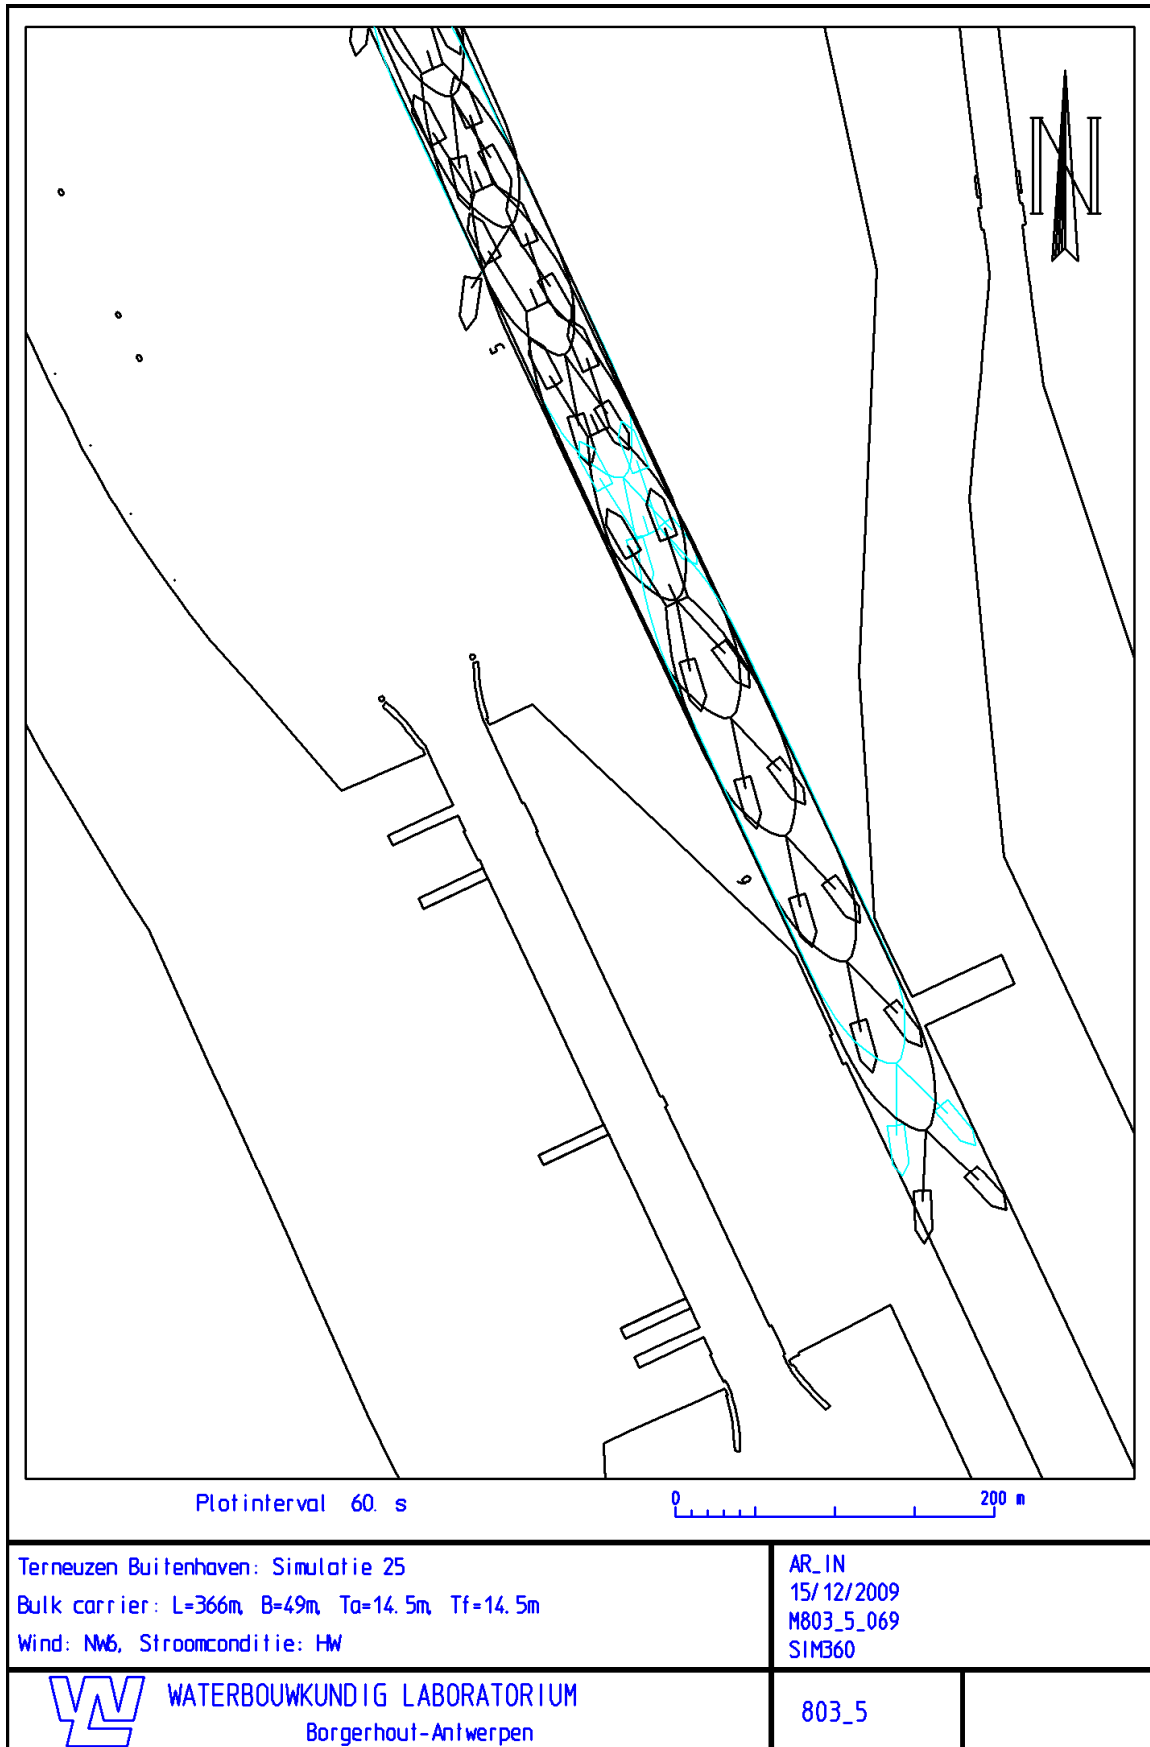 N
5
6
Plotinterval 60. s
0 200 m
Terneuzen Buitenhaven: Simulatie 25
Bulk carrier: L=366m, B=49m, Ta=14.5m, Tf=14.5m
Wind: NW6, Stroomconditie: HW
AR_IN
15/12/2009
M803_5_069
SIM360
WL
WATERBOUWKUNDIG LABORATORIUM
Borgerhout-Antwerpen
803_5